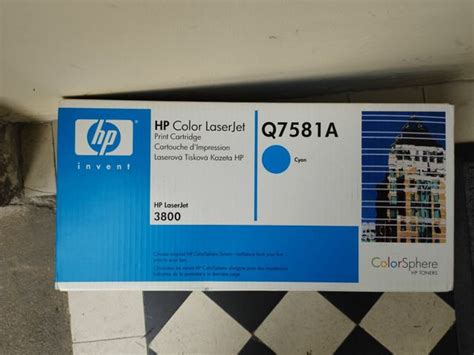 hp
invent
HP Color LaserJet
Print Cartridge
Cartouche d'Impression
Laserová Tisková Kazeta HP
HP LaserJet
3800
Q7581A
Cyan
ColorSphere
HP TONERS